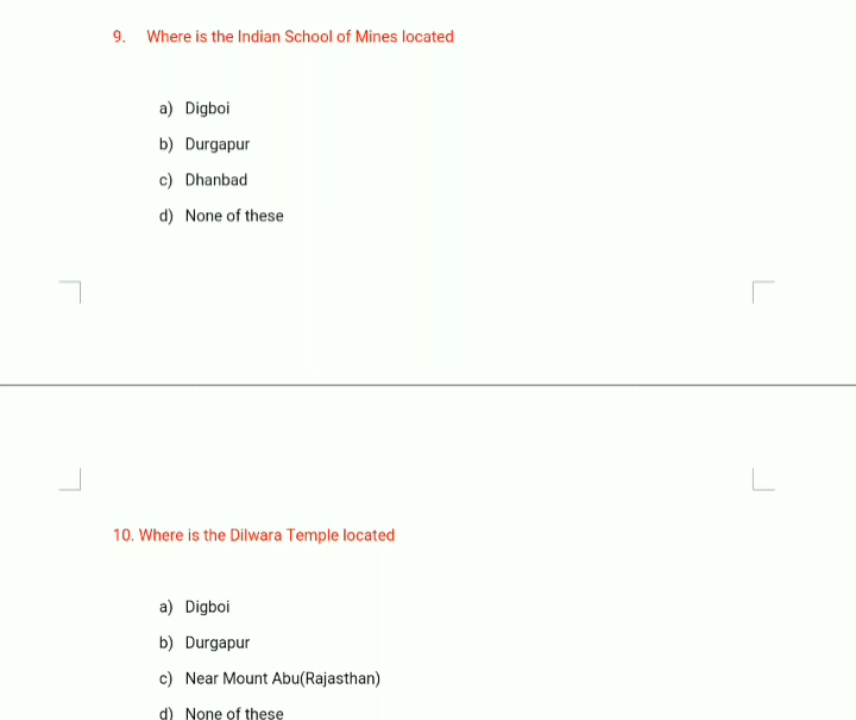 9. Where is the Indian School of Mines located
a) Digboi
b) Durgapur
c) Dhanbad
d) None of these
10. Where is the Dilwara Temple located
a) Digboi
b) Durgapur
c) Near Mount Abu(Rajasthan)
d) None of these